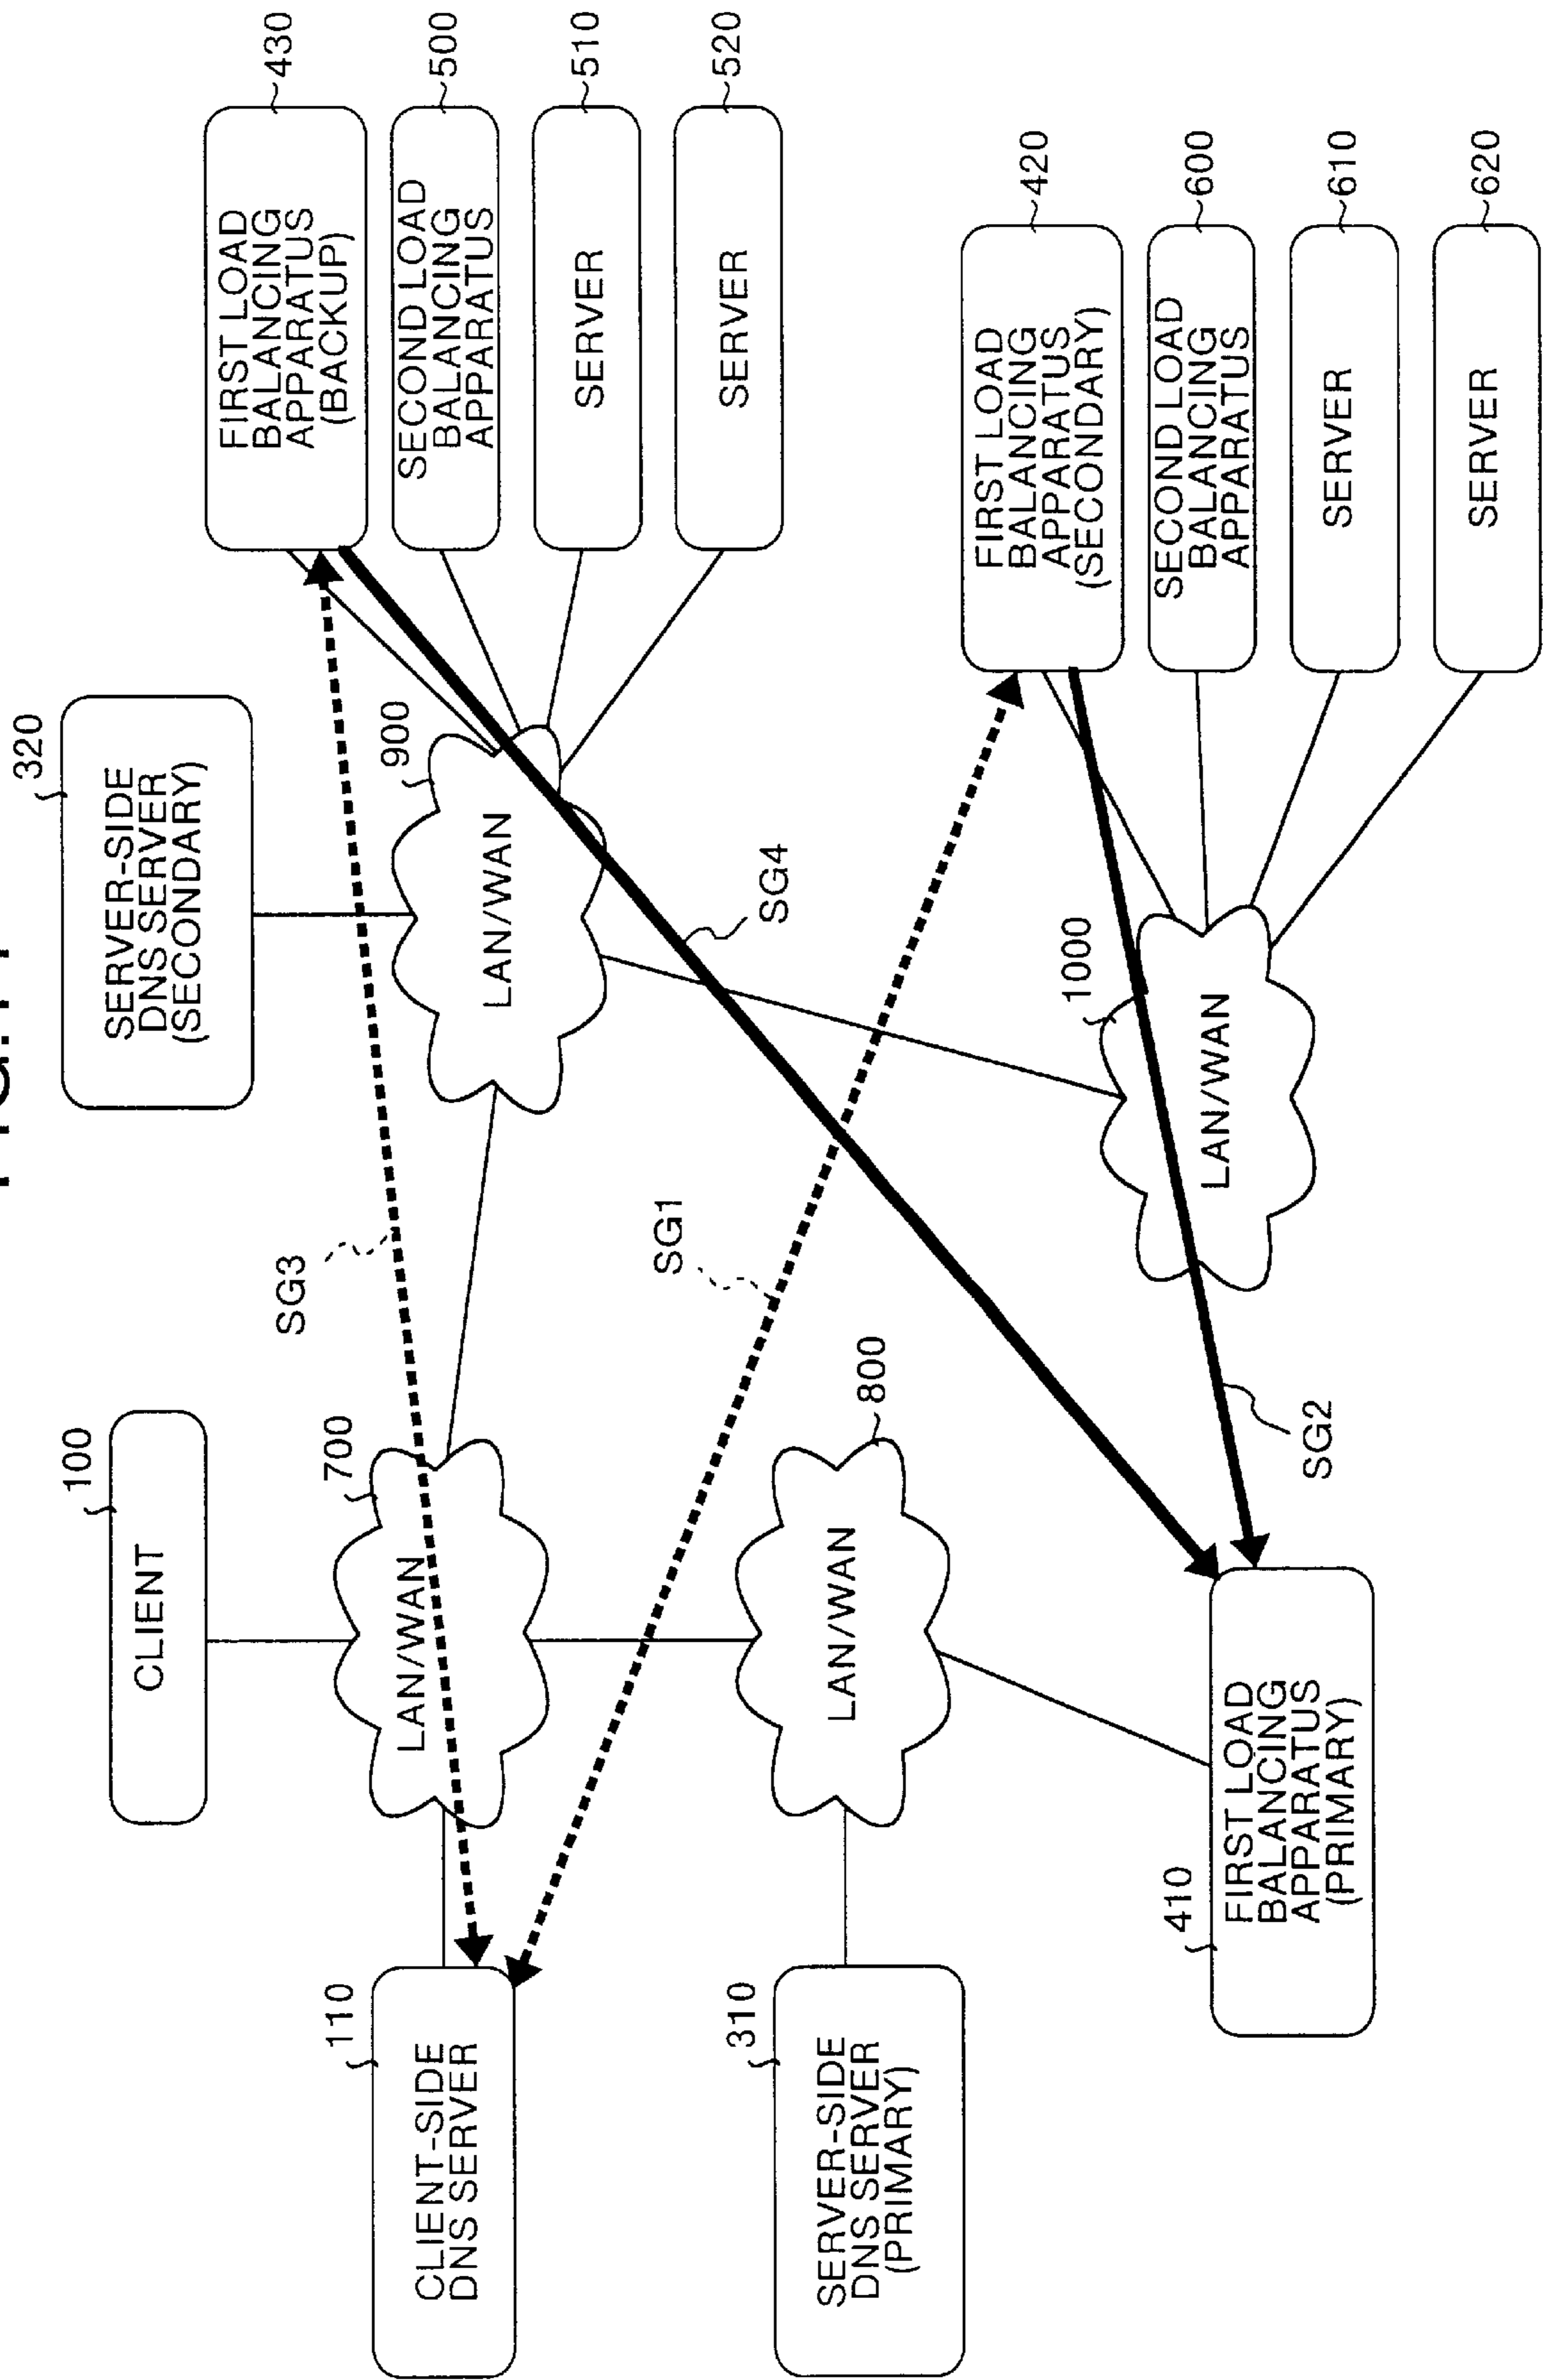 100
CLIENT
320
SERVER-SIDE
DNS SERVER
(SECONDARY)
430
FIRST LOAD
BALANCING
APPARATUS
(BACKUP)
500
SECOND LOAD
BALANCING
APPARATUS
510
SERVER
520
SERVER
110
CLIENT-SIDE
DNS SERVER
700
LAN/WAN
SG3
900
LAN/WAN
SG1
SG4
310
SERVER-SIDE
DNS SERVER
(PRIMARY)
800
LAN/WAN
420
FIRST LOAD
BALANCING
APPARATUS
(SECONDARY)
600
SECOND LOAD
BALANCING
APPARATUS
610
SERVER
620
SERVER
1000
LAN/WAN
410
FIRST LOAD
BALANCING
APPARATUS
(PRIMARY)
SG2